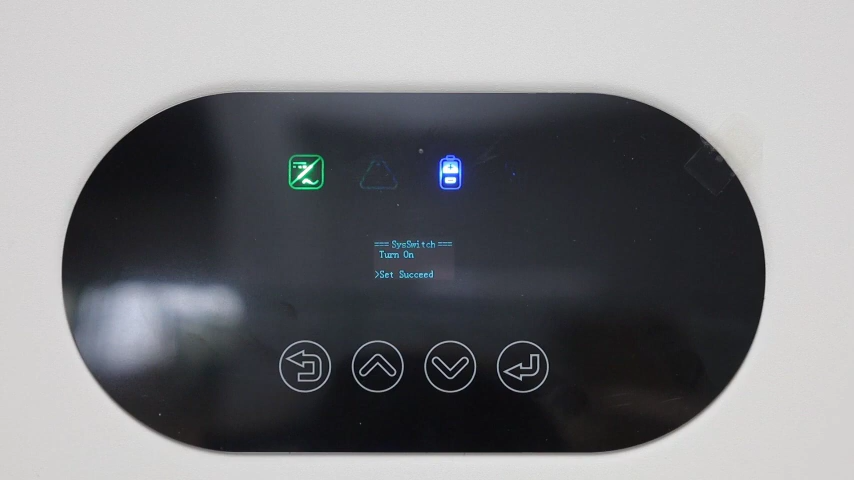 === SysSwitch ===
Turn On
>Set Succeed